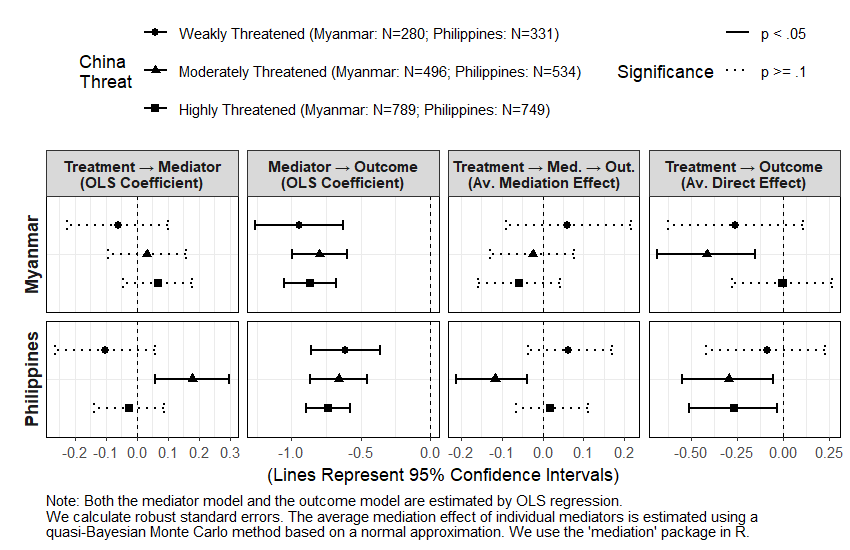 China
Threat
Weakly Threatened (Myanmar: N=280; Philippines: N=331)
Moderately Threatened (Myanmar: N=496; Philippines: N=534)
Highly Threatened (Myanmar: N=789; Philippines: N=749)
Significance
p < .05
p >= .1
Treatment → Mediator
(OLS Coefficient)
Mediator → Outcome
(OLS Coefficient)
Treatment → Med. → Out.
(Av. Mediation Effect)
Treatment → Outcome
(Av. Direct Effect)
Myanmar
Philippines
-0.2 -0.1 0.0 0.1 0.2 0.3
-1.0 -0.5 0.0
-0.2 -0.1 0.0 0.1 0.2
-0.50 -0.25 0.00 0.25
(Lines Represent 95% Confidence Intervals)
Note: Both the mediator model and the outcome model are estimated by OLS regression.
We calculate robust standard errors. The average mediation effect of individual mediators is estimated using a
quasi-Bayesian Monte Carlo method based on a normal approximation. We use the 'mediation' package in R.